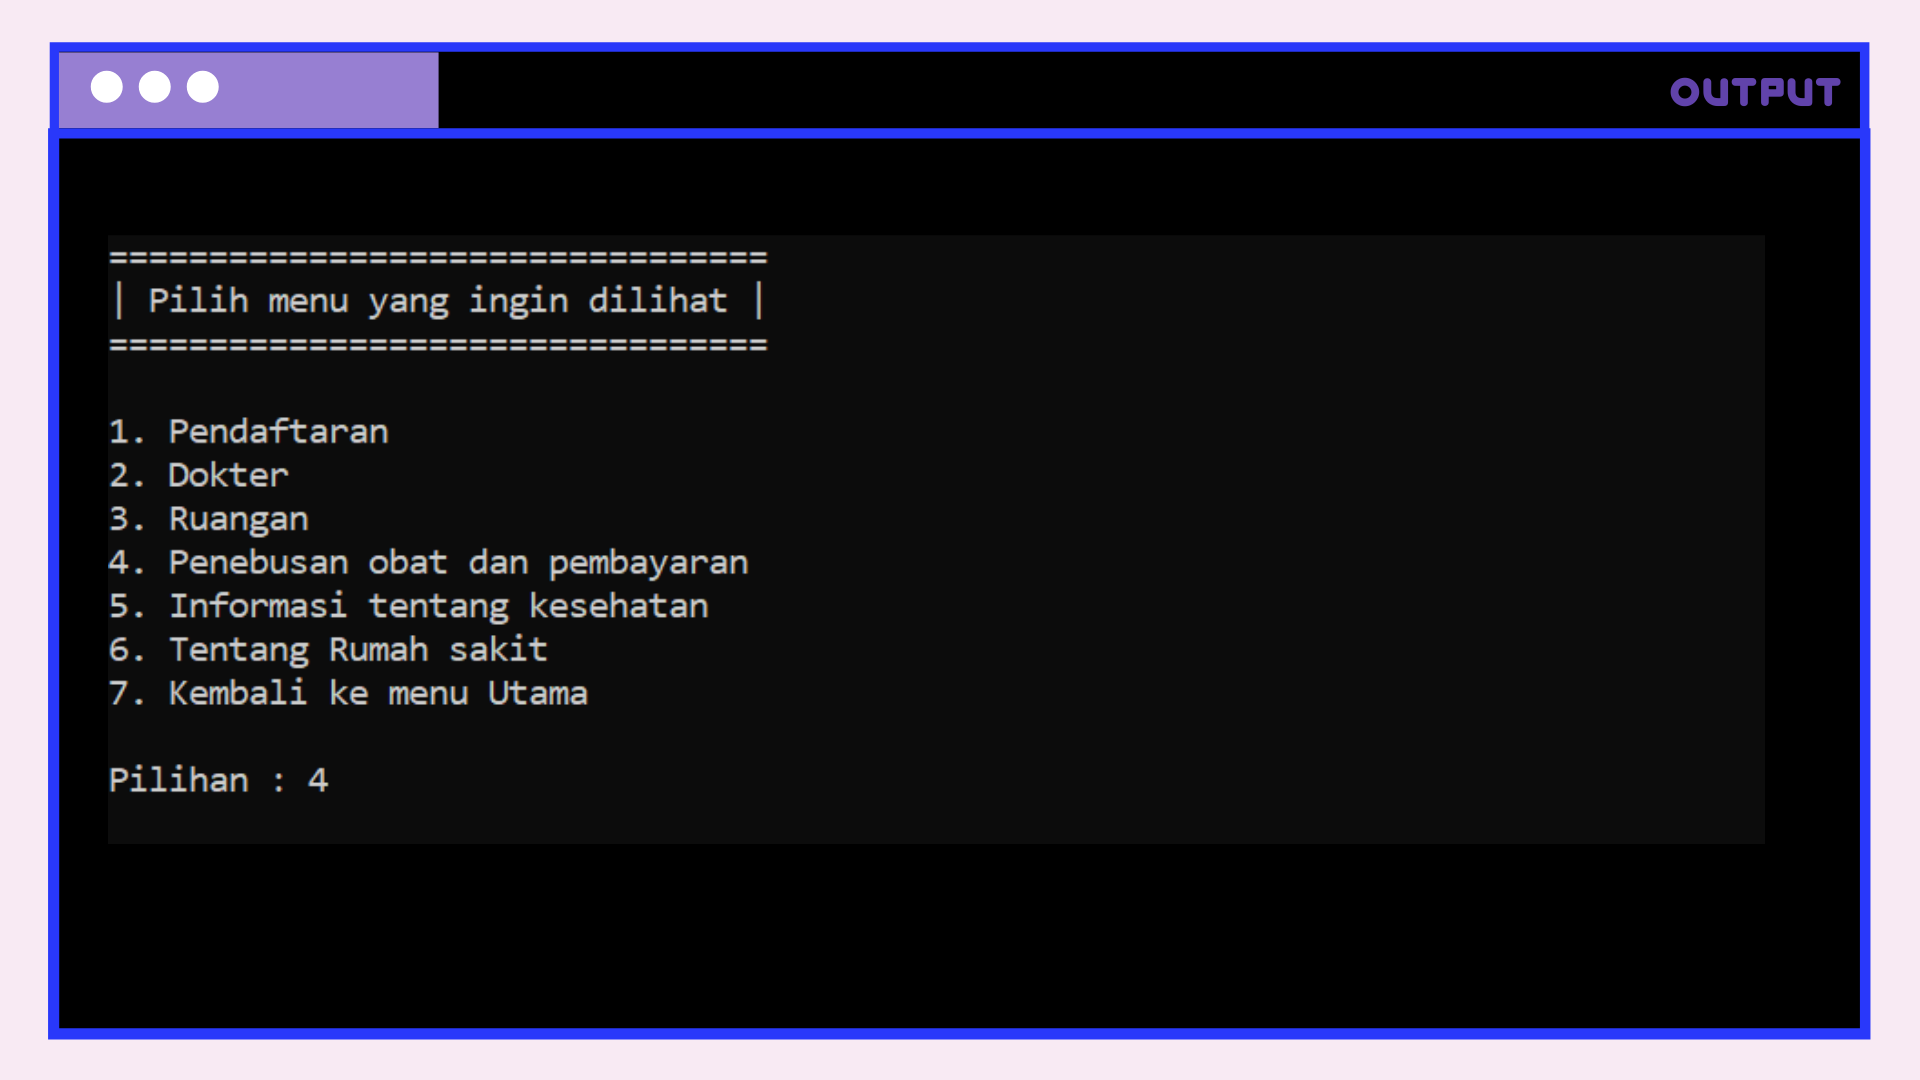 OUTPUT
=================================
| Pilih menu yang ingin dilihat |
=================================
1. Pendaftaran
2. Dokter
3. Ruangan
4. Penebusan obat dan pembayaran
5. Informasi tentang kesehatan
6. Tentang Rumah sakit
7. Kembali ke menu Utama
Pilihan : 4